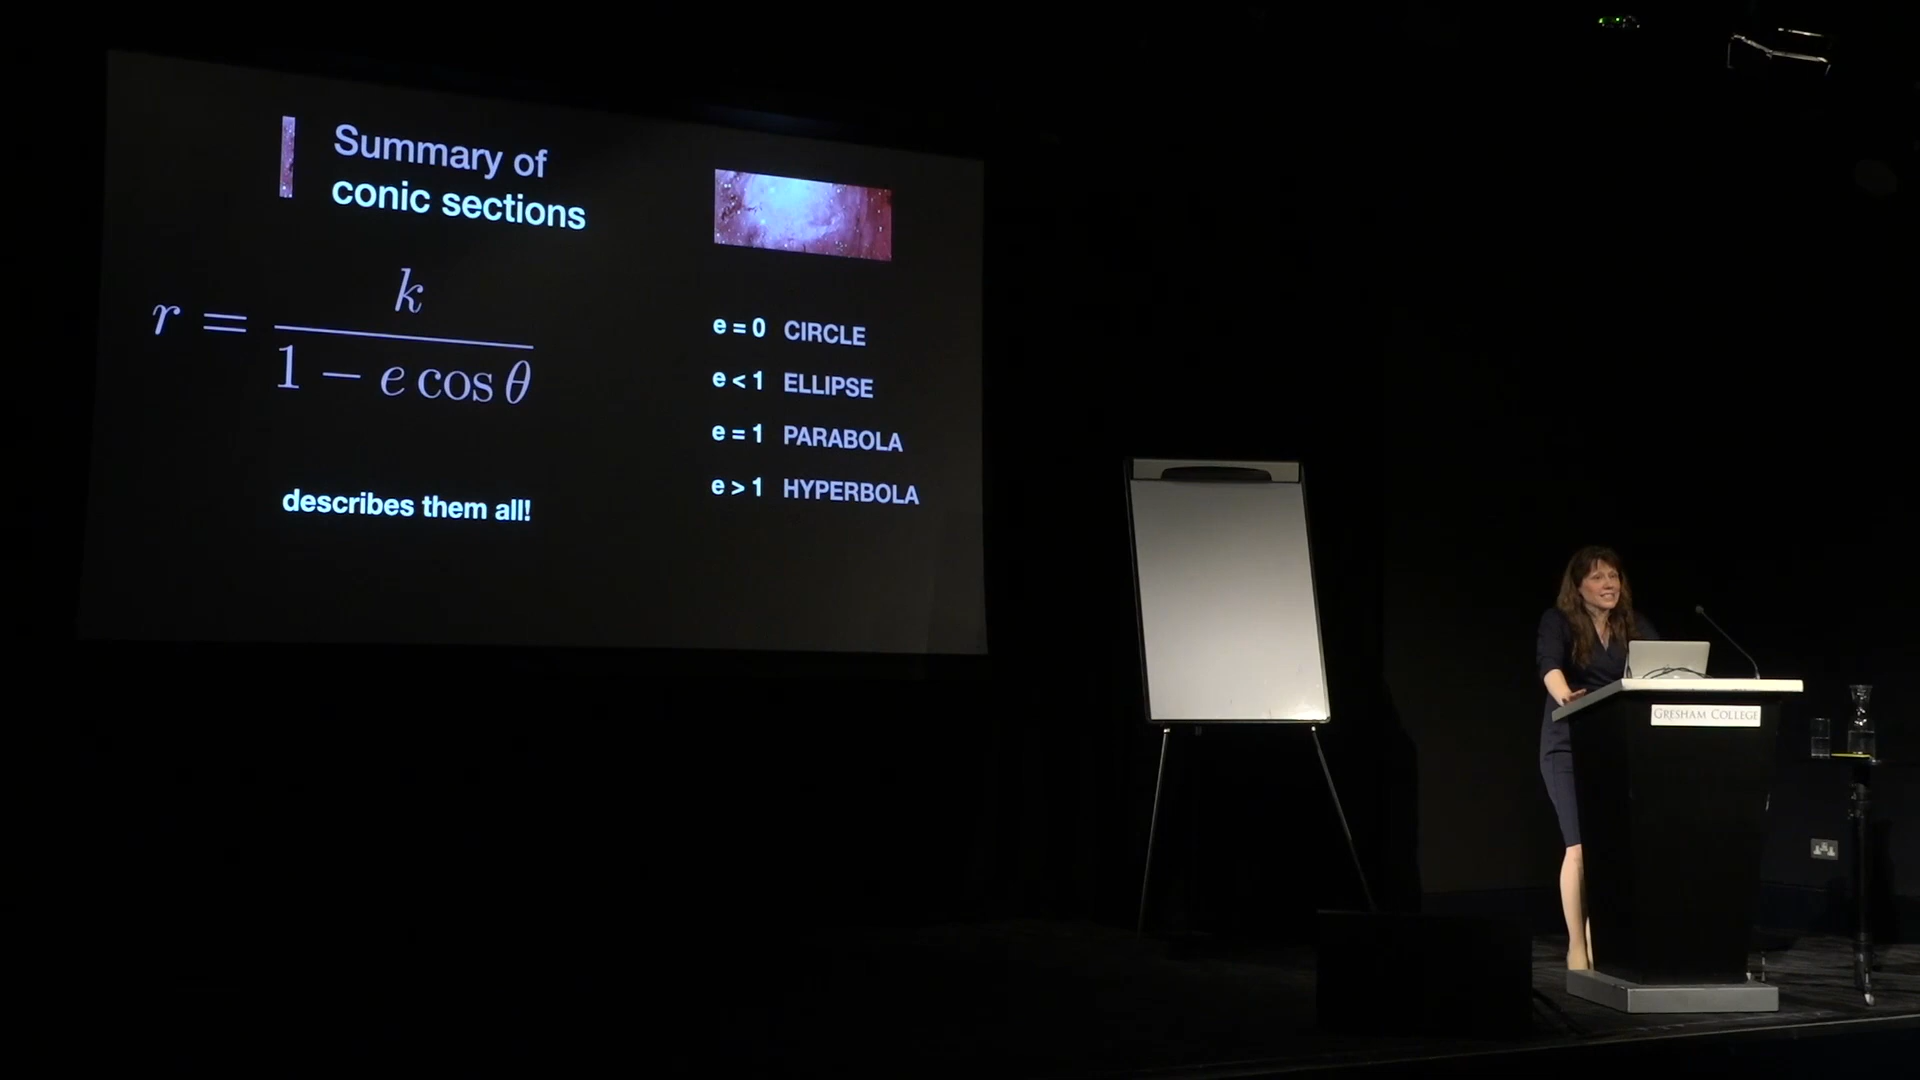 Summary of
conic sections
r = k / (1 − e cos θ)
describes them all!
e = 0 CIRCLE
e < 1 ELLIPSE
e = 1 PARABOLA
e > 1 HYPERBOLA
GRESHAM COLLEGE